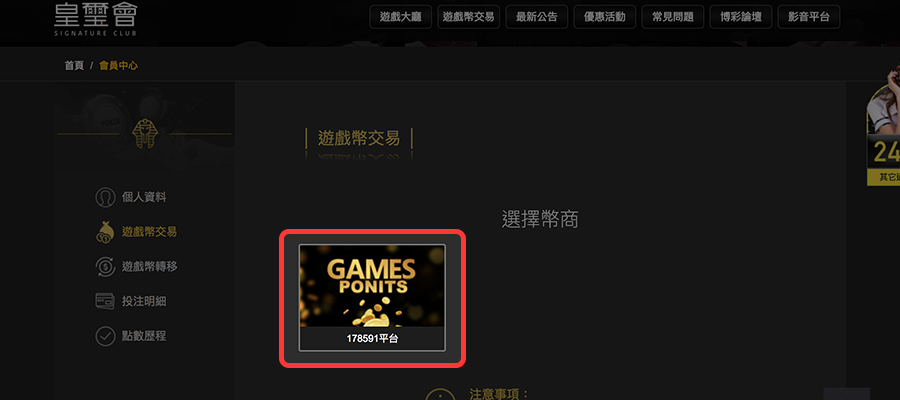 皇璽會
SIGNATURE CLUB
遊戲大廳 遊戲幣交易 最新公告 優惠活動 常見問題 博彩論壇 影音平台
首頁 / 會員中心
遊戲幣交易
個人資料
遊戲幣交易
遊戲幣轉移
投注明細
點數歷程
選擇幣商
GAMES
PONITS
178591平台
24
其它
注意事項：